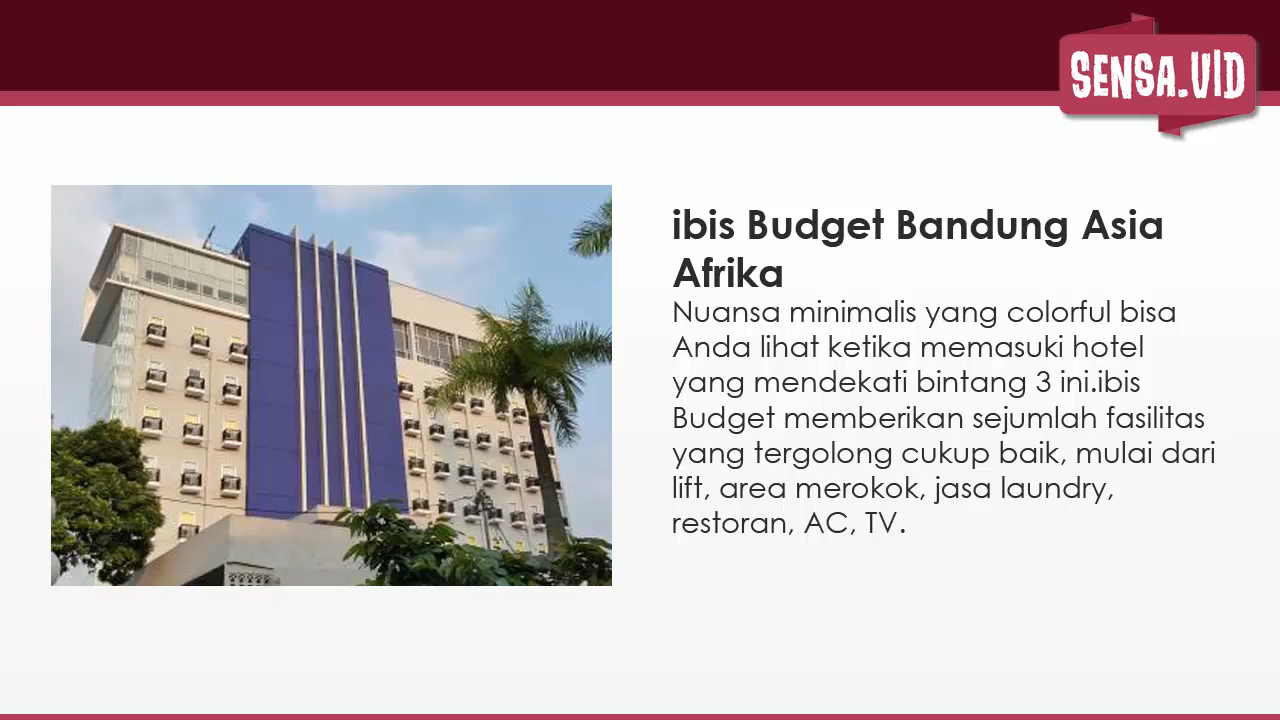 SENSA.VID
ibis Budget Bandung Asia
Afrika
Nuansa minimalis yang colorful bisa
Anda lihat ketika memasuki hotel
yang mendekati bintang 3 ini.ibis
Budget memberikan sejumlah fasilitas
yang tergolong cukup baik, mulai dari
lift, area merokok, jasa laundry,
restoran, AC, TV.